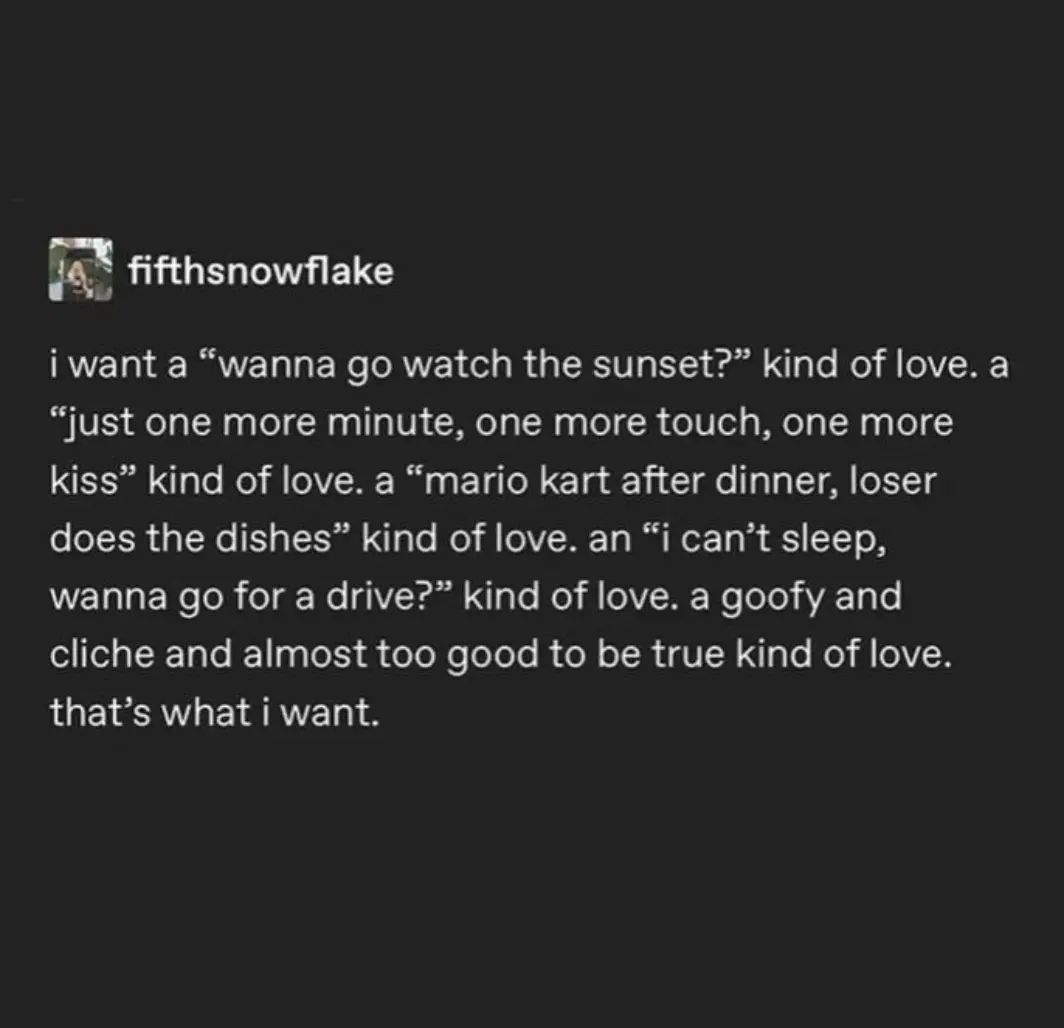 fifthsnowflake
i want a “wanna go watch the sunset?” kind of love. a
“just one more minute, one more touch, one more
kiss” kind of love. a “mario kart after dinner, loser
does the dishes” kind of love. an “i can’t sleep,
wanna go for a drive?” kind of love. a goofy and
cliche and almost too good to be true kind of love.
that’s what i want.